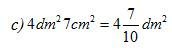 c) 4dm² 7cm² = 4 7/10 dm²